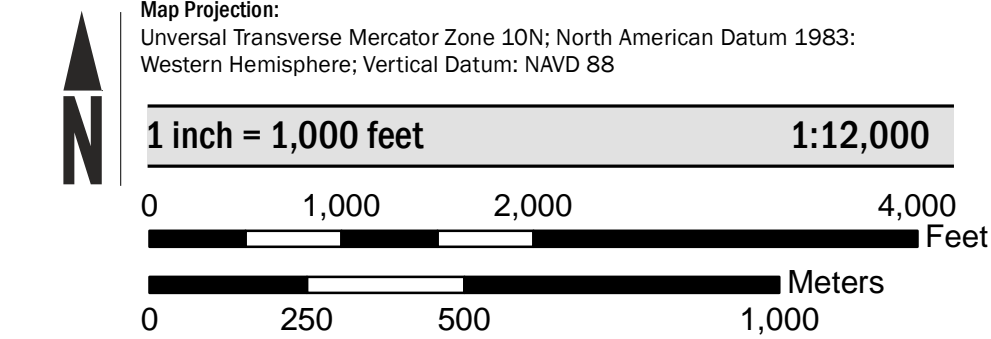 Map Projection:
Unversal Transverse Mercator Zone 10N; North American Datum 1983:
Western Hemisphere; Vertical Datum: NAVD 88
N
1 inch = 1,000 feet 1:12,000
0 1,000 2,000 4,000
Feet
Meters
0 250 500 1,000